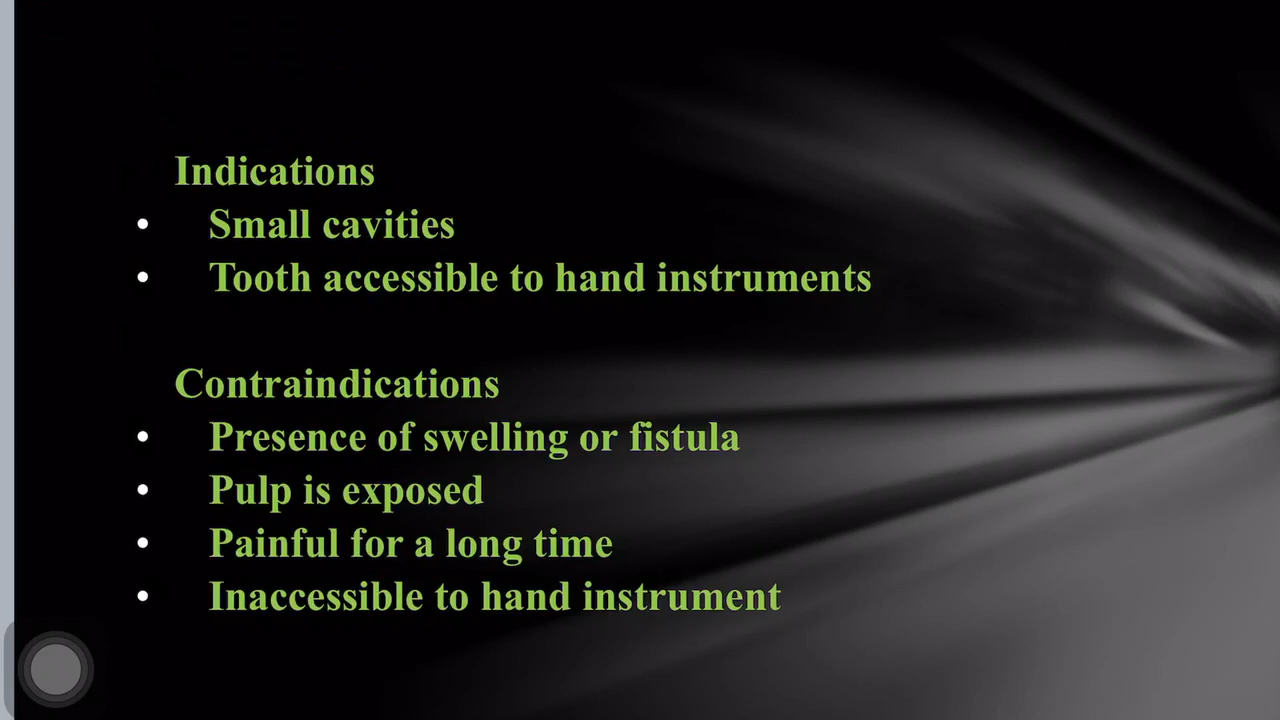 Indications
• Small cavities
• Tooth accessible to hand instruments
Contraindications
• Presence of swelling or fistula
• Pulp is exposed
• Painful for a long time
• Inaccessible to hand instrument